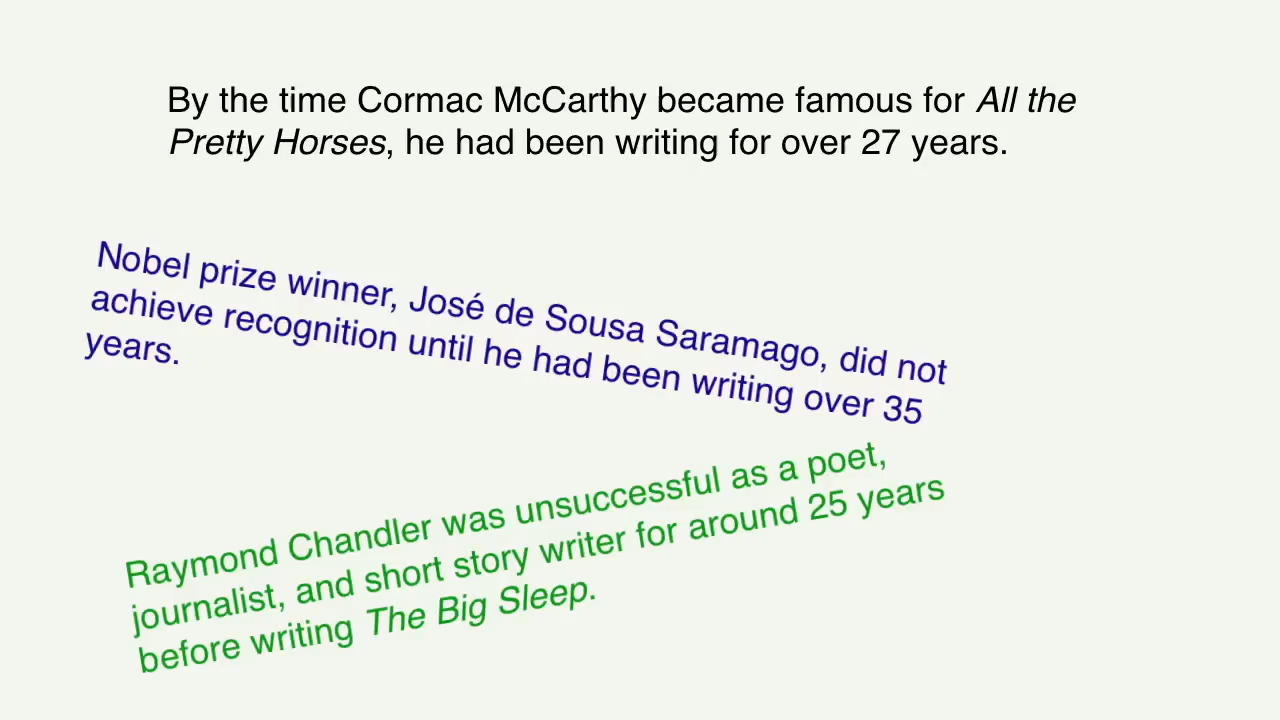 By the time Cormac McCarthy became famous for All the
Pretty Horses, he had been writing for over 27 years.
Nobel prize winner, José de Sousa Saramago, did not
achieve recognition until he had been writing over 35
years.
Raymond Chandler was unsuccessful as a poet,
journalist, and short story writer for around 25 years
before writing The Big Sleep.